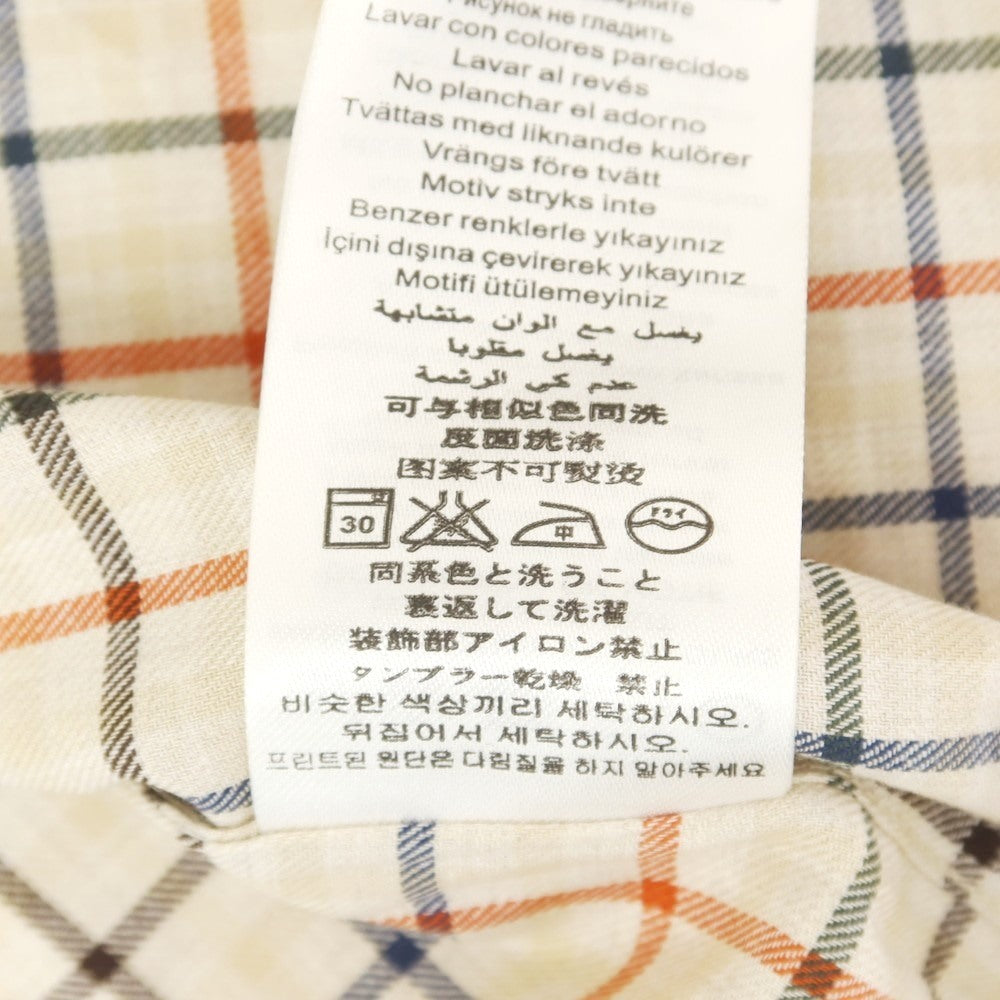 рисунок не гладить
Lavar con colores parecidos
Lavar al revés
No planchar el adorno
Tvättas med liknande kulörer
Vrängs före tvätt
Motiv stryks inte
Benzer renklerle yıkayınız
İçini dışına çevirerek yıkayınız
Motifi ütülemeyiniz
يغسل مع الوان متشابهة
يغسل مقلوبا
عدم كي الرشمة
可与相似色同洗
反面洗涤
图案不可熨烫
30 中 ドライ
同系色と洗うこと
裏返して洗濯
装飾部アイロン禁止
タンブラー乾燥 禁止
비슷한 색상끼리 세탁하시오.
뒤집어서 세탁하시오.
프린트된 원단은 다림질을 하지 말아주세요